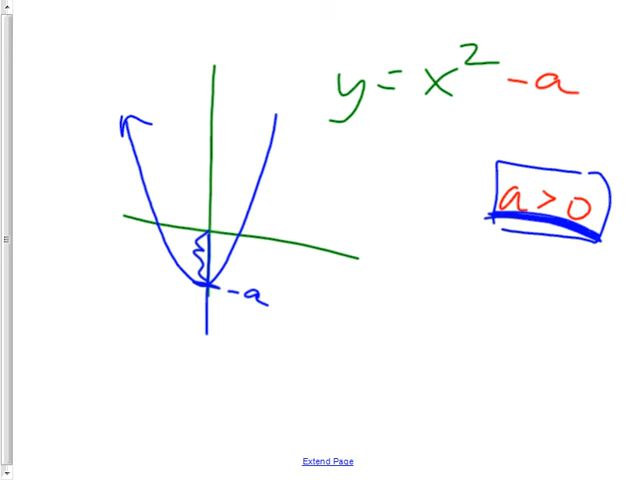 y = x² - a
a > 0
- a
Extend Page